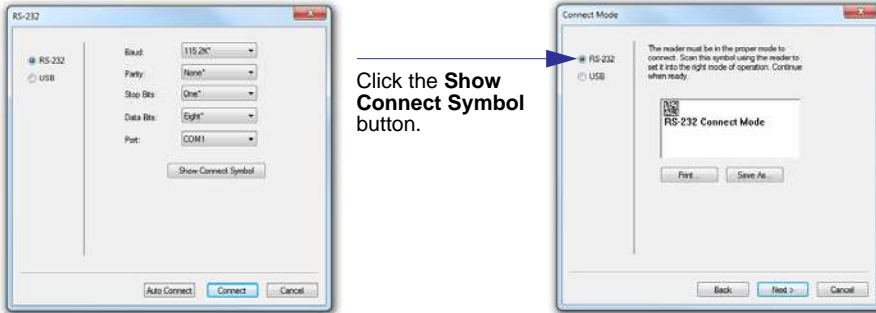 RS-232
RS-232
USB
Baud: 115.2K*
Parity: None*
Stop Bits: One*
Data Bits: Eight*
Port: COM1
Show Connect Symbol
Auto Connect Connect Cancel
Click the Show
Connect Symbol
button.
Connect Mode
RS-232
USB
The reader must be in the proper mode to
connect. Scan this symbol using the reader to
set it into the right mode of operation. Continue
when ready.
RS-232 Connect Mode
Print... Save As...
Back Next > Cancel